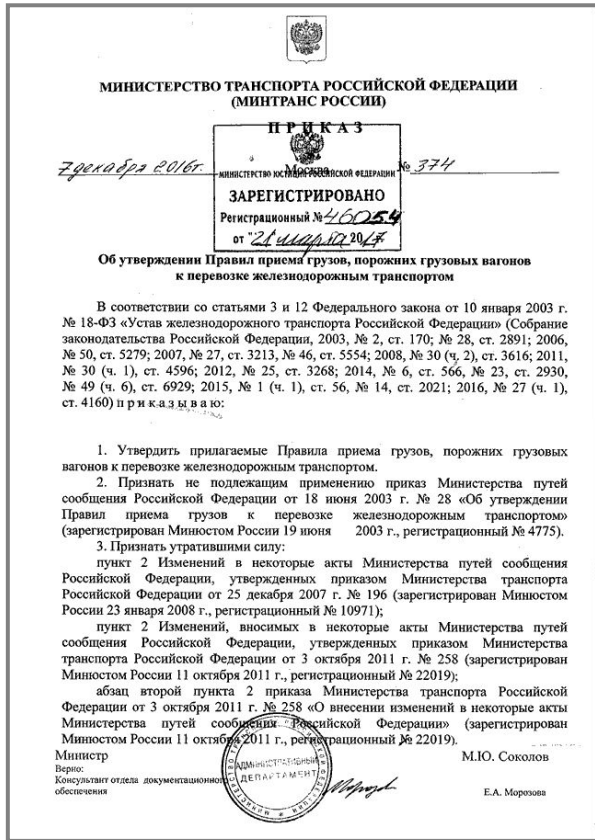 МИНИСТЕРСТВО ТРАНСПОРТА РОССИЙСКОЙ ФЕДЕРАЦИИ
(МИНТРАНС РОССИИ)
ПРИКАЗ
7 декабря 2016г. Москва № 374
МИНИСТЕРСТВО ЮСТИЦИИ РОССИЙСКОЙ ФЕДЕРАЦИИ
ЗАРЕГИСТРИРОВАНО
Регистрационный № 46054
от "21 марта 2017
Об утверждении Правил приема грузов, порожних грузовых вагонов
к перевозке железнодорожным транспортом
В соответствии со статьями 3 и 12 Федерального закона от 10 января 2003 г.
№ 18-ФЗ «Устав железнодорожного транспорта Российской Федерации» (Собрание
законодательства Российской Федерации, 2003, № 2, ст. 170; № 28, ст. 2891; 2006,
№ 50, ст. 5279; 2007, № 27, ст. 3213, № 46, ст. 5554; 2008, № 30 (ч. 2), ст. 3616; 2011,
№ 30 (ч. 1), ст. 4596; 2012, № 25, ст. 3268; 2014, № 6, ст. 566, № 23, ст. 2930,
№ 49 (ч. 6), ст. 6929; 2015, № 1 (ч. 1), ст. 56, № 14, ст. 2021; 2016, № 27 (ч. 1),
ст. 4160) приказываю:
1. Утвердить прилагаемые Правила приема грузов, порожних грузовых
вагонов к перевозке железнодорожным транспортом.
2. Признать не подлежащим применению приказ Министерства путей
сообщения Российской Федерации от 18 июня 2003 г. № 28 «Об утверждении
Правил приема грузов к перевозке железнодорожным транспортом»
(зарегистрирован Минюстом России 19 июня 2003 г., регистрационный № 4775).
3. Признать утратившими силу:
пункт 2 Изменений в некоторые акты Министерства путей сообщения
Российской Федерации, утвержденных приказом Министерства транспорта
Российской Федерации от 25 декабря 2007 г. № 196 (зарегистрирован Минюстом
России 23 января 2008 г., регистрационный № 10971);
пункт 2 Изменений, вносимых в некоторые акты Министерства путей
сообщения Российской Федерации, утвержденных приказом Министерства
транспорта Российской Федерации от 3 октября 2011 г. № 258 (зарегистрирован
Минюстом России 11 октября 2011 г., регистрационный № 22019);
абзац второй пункта 2 приказа Министерства транспорта Российской
Федерации от 3 октября 2011 г. № 258 «О внесении изменений в некоторые акты
Министерства путей сообщения Российской Федерации» (зарегистрирован
Минюстом России 11 октября 2011 г., регистрационный № 22019).
Министр М.Ю. Соколов
Верно:
Консультант отдела документационного
обеспечения Е.А. Морозова
АДМИНИСТРАТИВНЫЙ
ДЕПАРТАМЕНТ